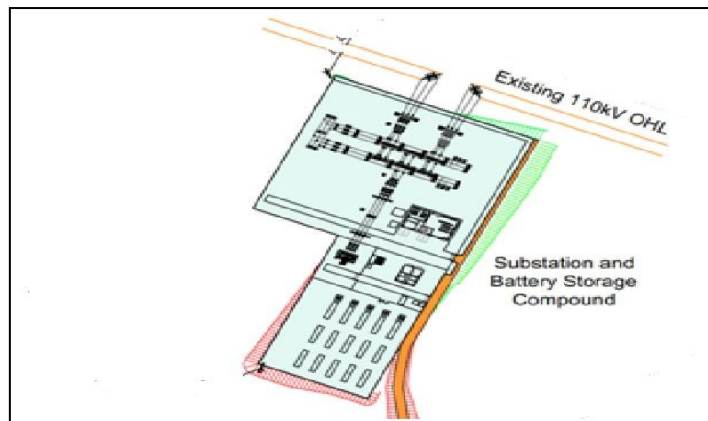 Existing 110kV OHL
Substation and
Battery Storage
Compound